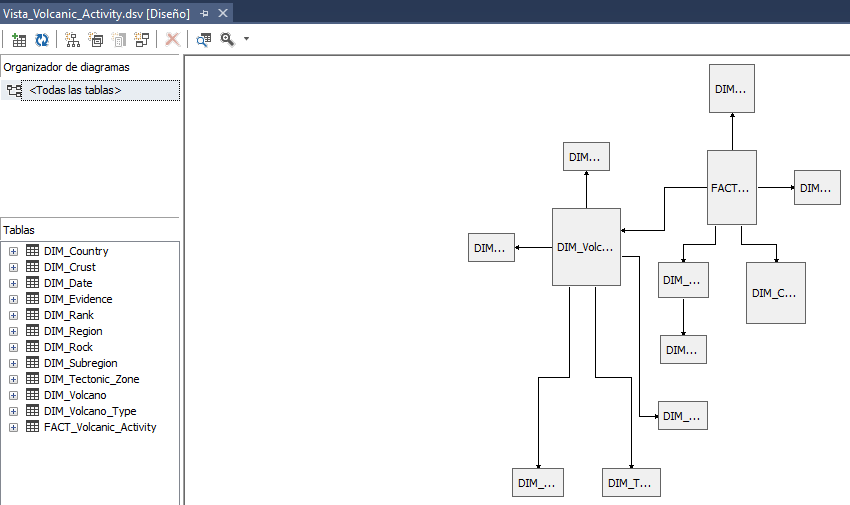 Vista_Volcanic_Activity.dsv [Diseño]
Organizador de diagramas
<Todas las tablas>
Tablas
DIM_Country
DIM_Crust
DIM_Date
DIM_Evidence
DIM_Rank
DIM_Region
DIM_Rock
DIM_Subregion
DIM_Tectonic_Zone
DIM_Volcano
DIM_Volcano_Type
FACT_Volcanic_Activity
DIM...
DIM...
FACT...
DIM...
DIM...
DIM_Volc...
DIM_...
DIM_C...
DIM...
DIM_...
DIM_...
DIM_T...